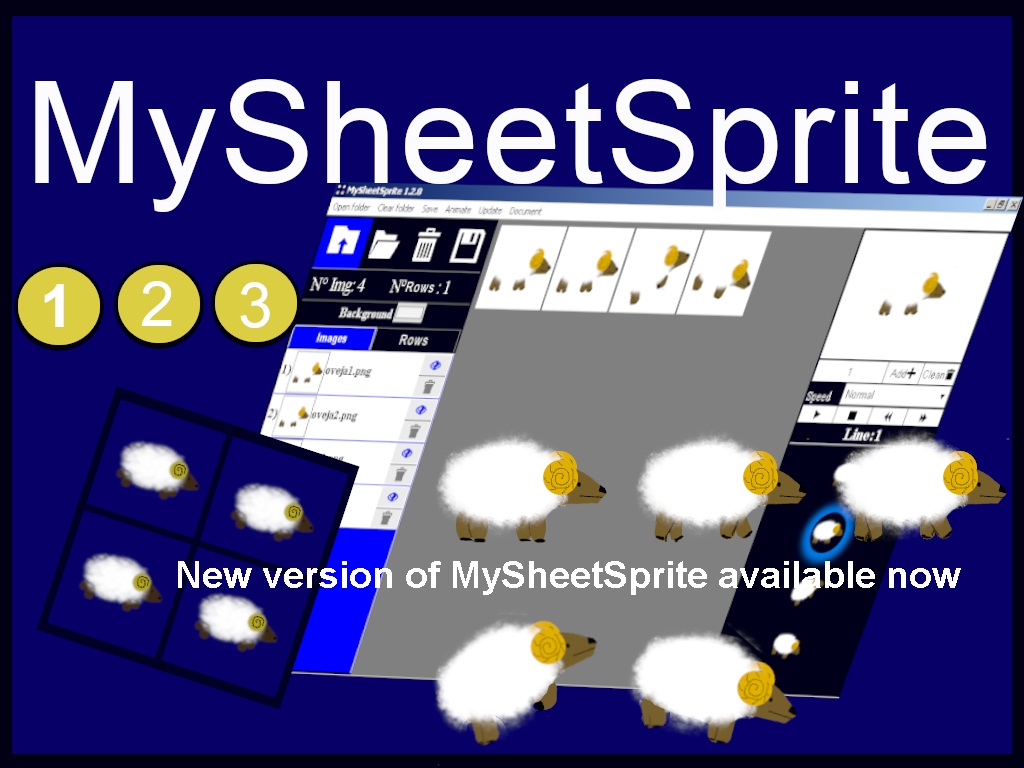 MySheetSprite
MySheetSprite 1.2.0
Open folder Clear folder Save Animate Update Document
1 2 3
Nº Img: 4 NºRows : 1
Background
Images Rows
1) oveja1.png
2) oveja2.png
1 Add Clean
Speed Normal
Line:1
New version of MySheetSprite available now